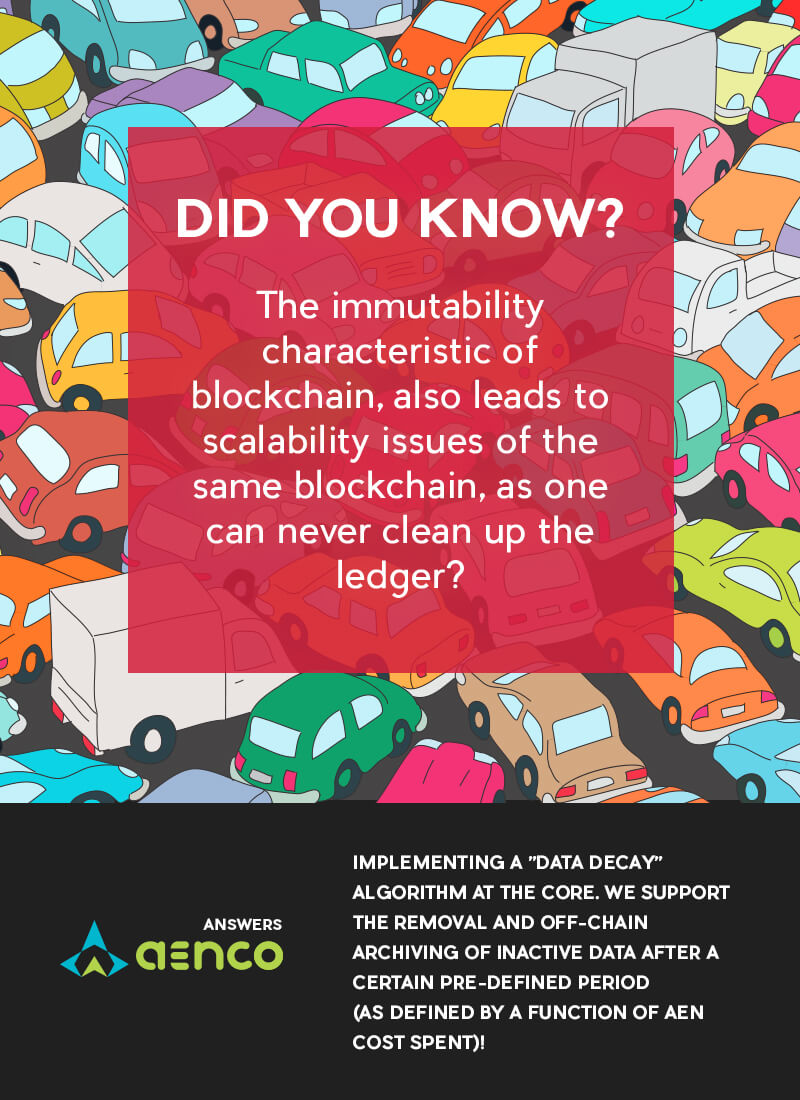 DID YOU KNOW?
The immutability
characteristic of
blockchain, also leads to
scalability issues of the
same blockchain, as one
can never clean up the
ledger?
ANSWERS
aenco
IMPLEMENTING A "DATA DECAY"
ALGORITHM AT THE CORE. WE SUPPORT
THE REMOVAL AND OFF-CHAIN
ARCHIVING OF INACTIVE DATA AFTER A
CERTAIN PRE-DEFINED PERIOD
(AS DEFINED BY A FUNCTION OF AEN
COST SPENT)!